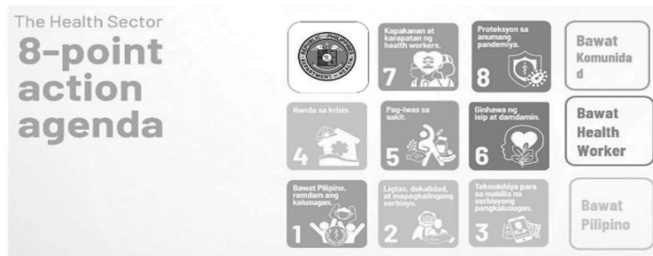 The Health Sector
8-point
action
agenda
Kapakanan at
karapatan ng
health workers.
7
Proteksyon sa
anumang
pandemiya.
8
Bawat
Komunida
d
Handa sa krisis.
4
Pag-iwas sa
sakit.
5
Ginhawa ng
isip at damdamin.
6
Bawat
Health
Worker
Bawat Pilipino,
ramdam ang
kalusugan.
1
Ligtas, dekalidad,
at mapagkalingang
serbisyo.
2
Teknolohiya para
sa mabilis na
serbisyong
pangkalusugan.
3
Bawat
Pilipino